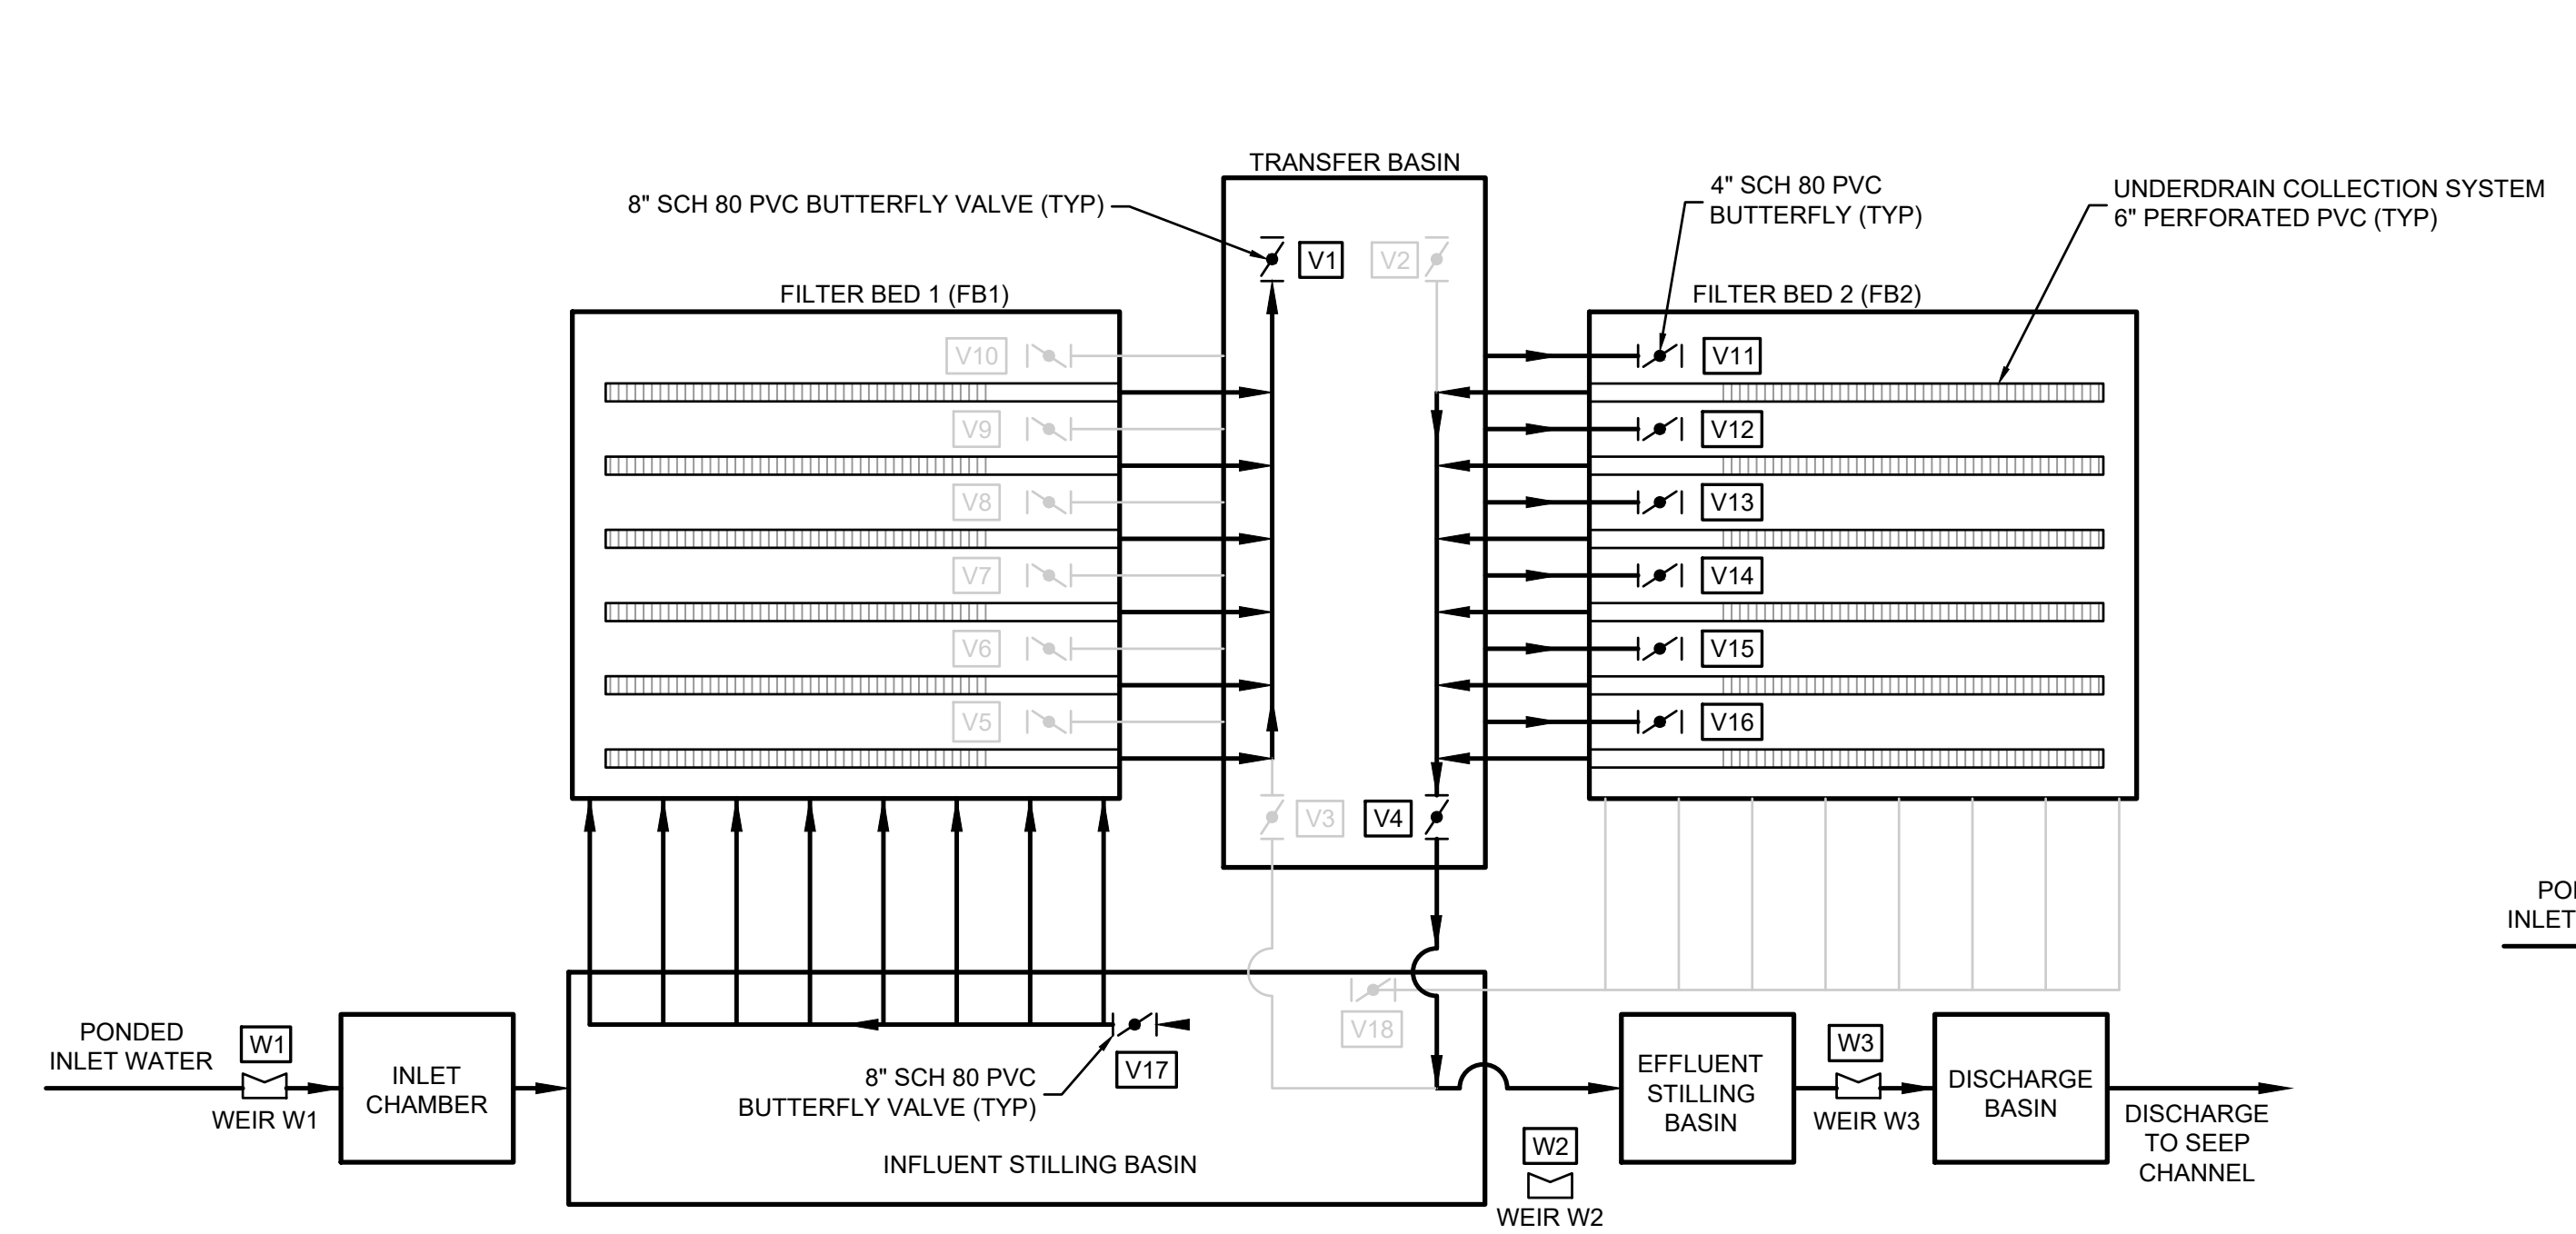 TRANSFER BASIN
8" SCH 80 PVC BUTTERFLY VALVE (TYP)
4" SCH 80 PVC
BUTTERFLY (TYP)
UNDERDRAIN COLLECTION SYSTEM
6" PERFORATED PVC (TYP)
V1
V2
FILTER BED 1 (FB1)
FILTER BED 2 (FB2)
V10
V11
V9
V12
V8
V13
V7
V14
V6
V15
V5
V16
V3
V4
PONDED
INLET WATER
W1
WEIR W1
INLET
CHAMBER
V17
8" SCH 80 PVC
BUTTERFLY VALVE (TYP)
V18
INFLUENT STILLING BASIN
W2
WEIR W2
EFFLUENT
STILLING
BASIN
W3
WEIR W3
DISCHARGE
BASIN
DISCHARGE
TO SEEP
CHANNEL
INLET